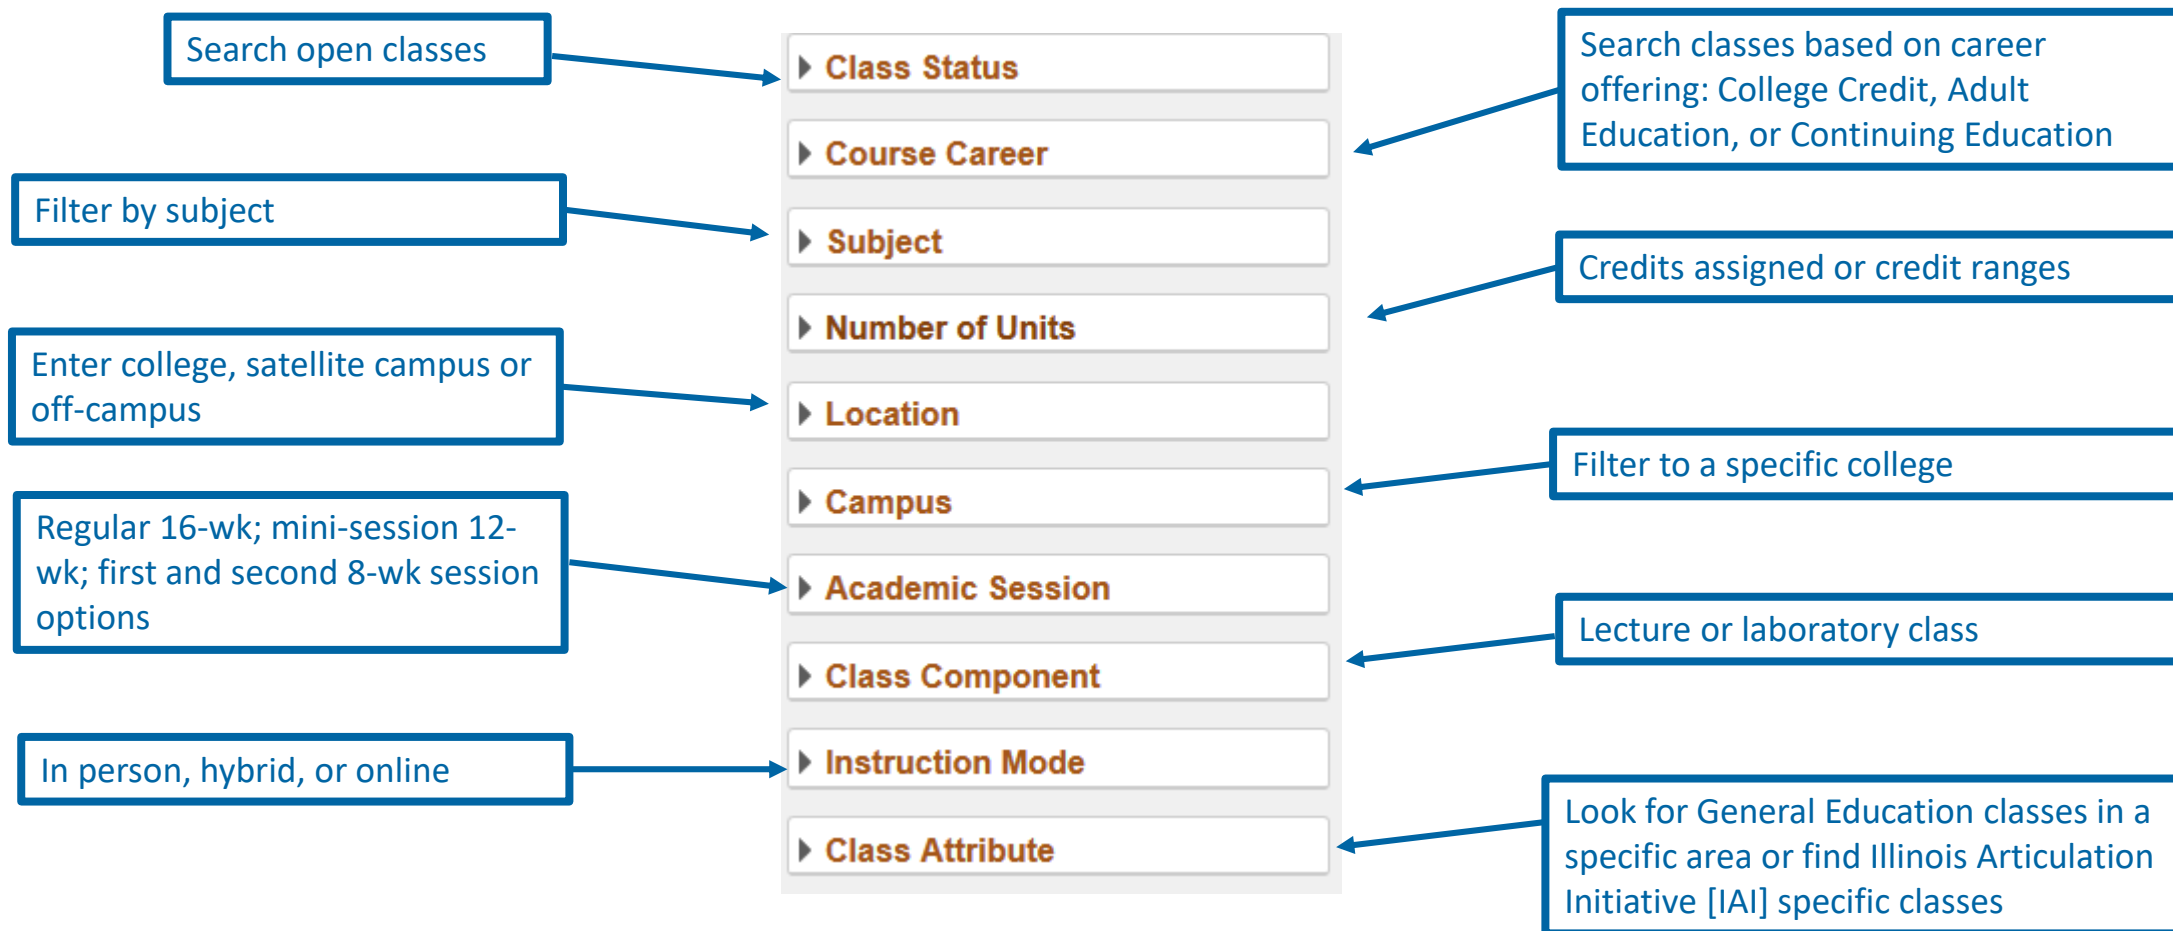 Search open classes
Class Status
Search classes based on career
offering: College Credit, Adult
Education, or Continuing Education
Course Career
Filter by subject
Subject
Credits assigned or credit ranges
Number of Units
Enter college, satellite campus or
off-campus
Location
Filter to a specific college
Campus
Regular 16-wk; mini-session 12-
wk; first and second 8-wk session
options
Academic Session
Lecture or laboratory class
Class Component
In person, hybrid, or online
Instruction Mode
Look for General Education classes in a
specific area or find Illinois Articulation
Initiative [IAI] specific classes
Class Attribute